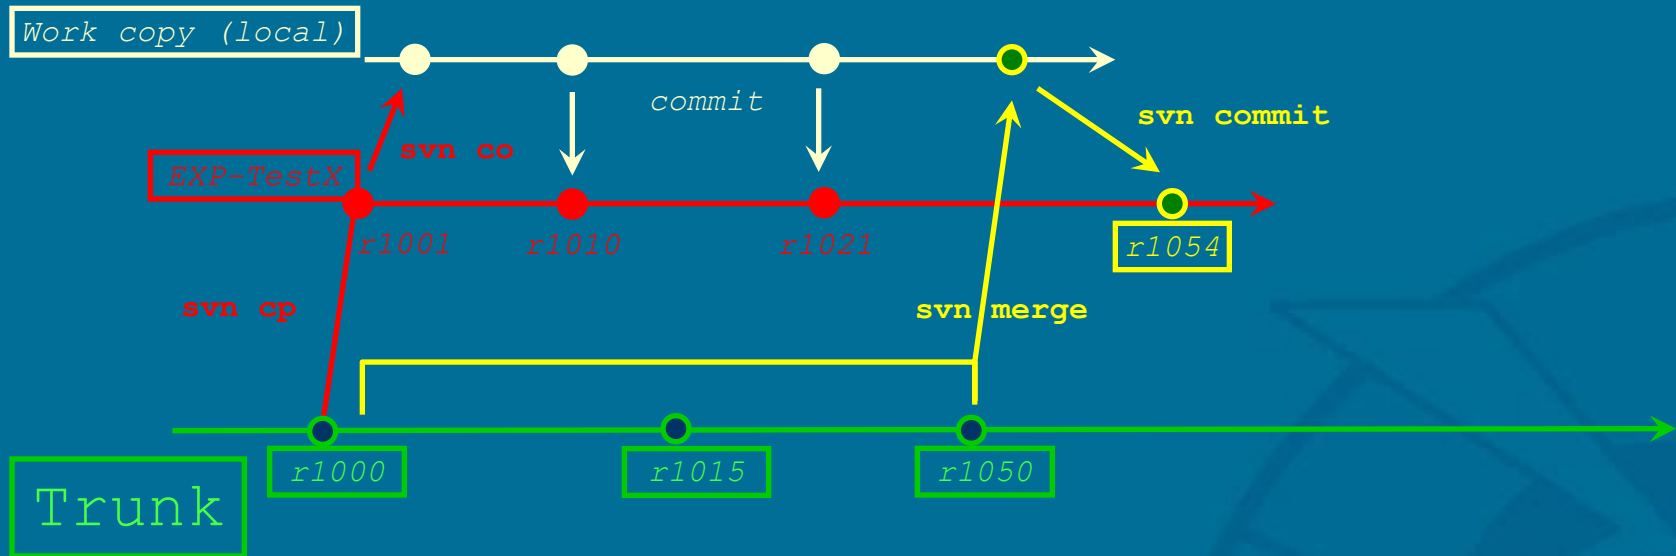 Work copy (local)
commit
svn commit
svn co
EXP-TestX
r1001
r1010
r1021
r1054
svn cp
svn merge
r1000
r1015
r1050
Trunk